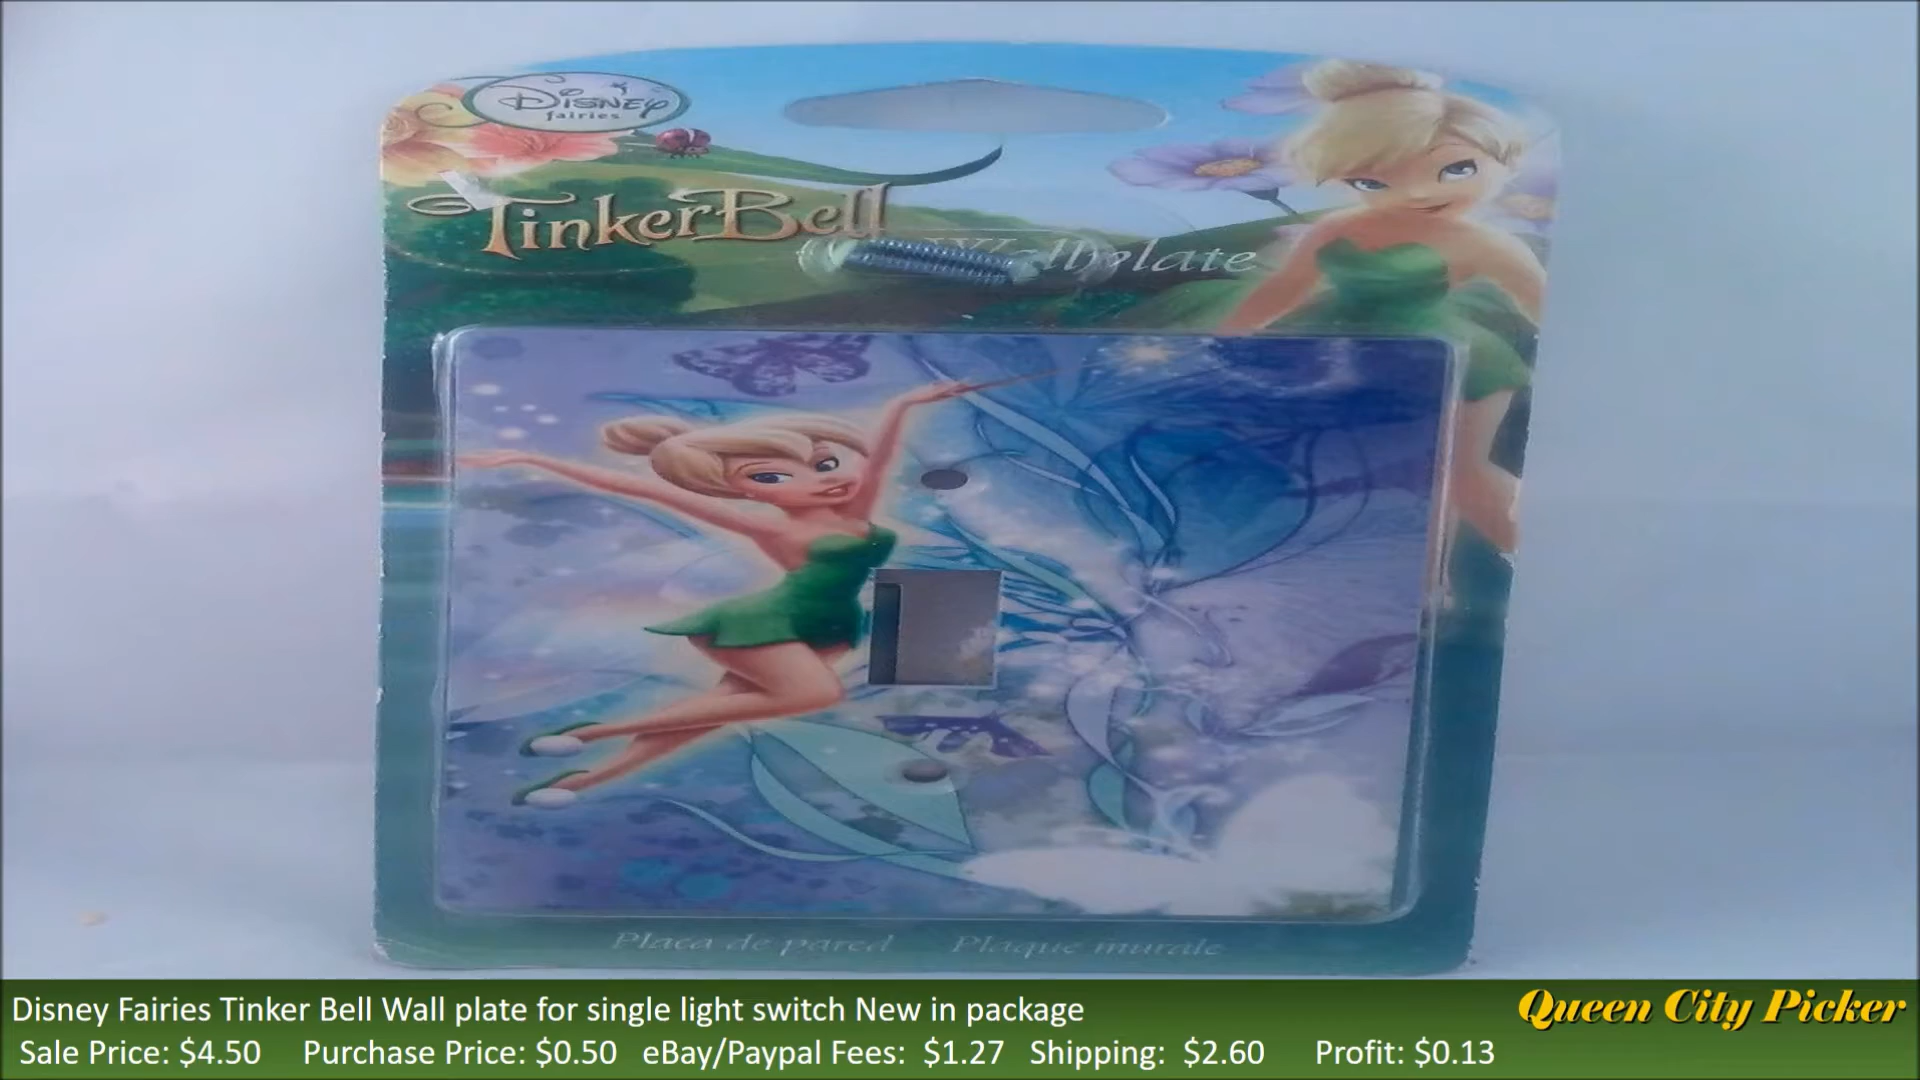 Disney
fairies
TinkerBell
Wallplate
Placa de pared Plaque murale
Disney Fairies Tinker Bell Wall plate for single light switch New in package
Queen City Picker
Sale Price: $4.50 Purchase Price: $0.50 eBay/Paypal Fees: $1.27 Shipping: $2.60 Profit: $0.13